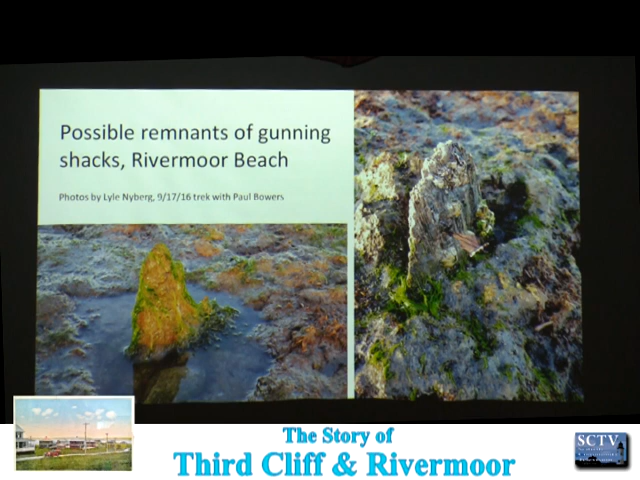 Possible remnants of gunning
shacks, Rivermoor Beach
Photos by Lyle Nyberg, 9/17/16 trek with Paul Bowers
The Story of
Third Cliff & Rivermoor
SCTV